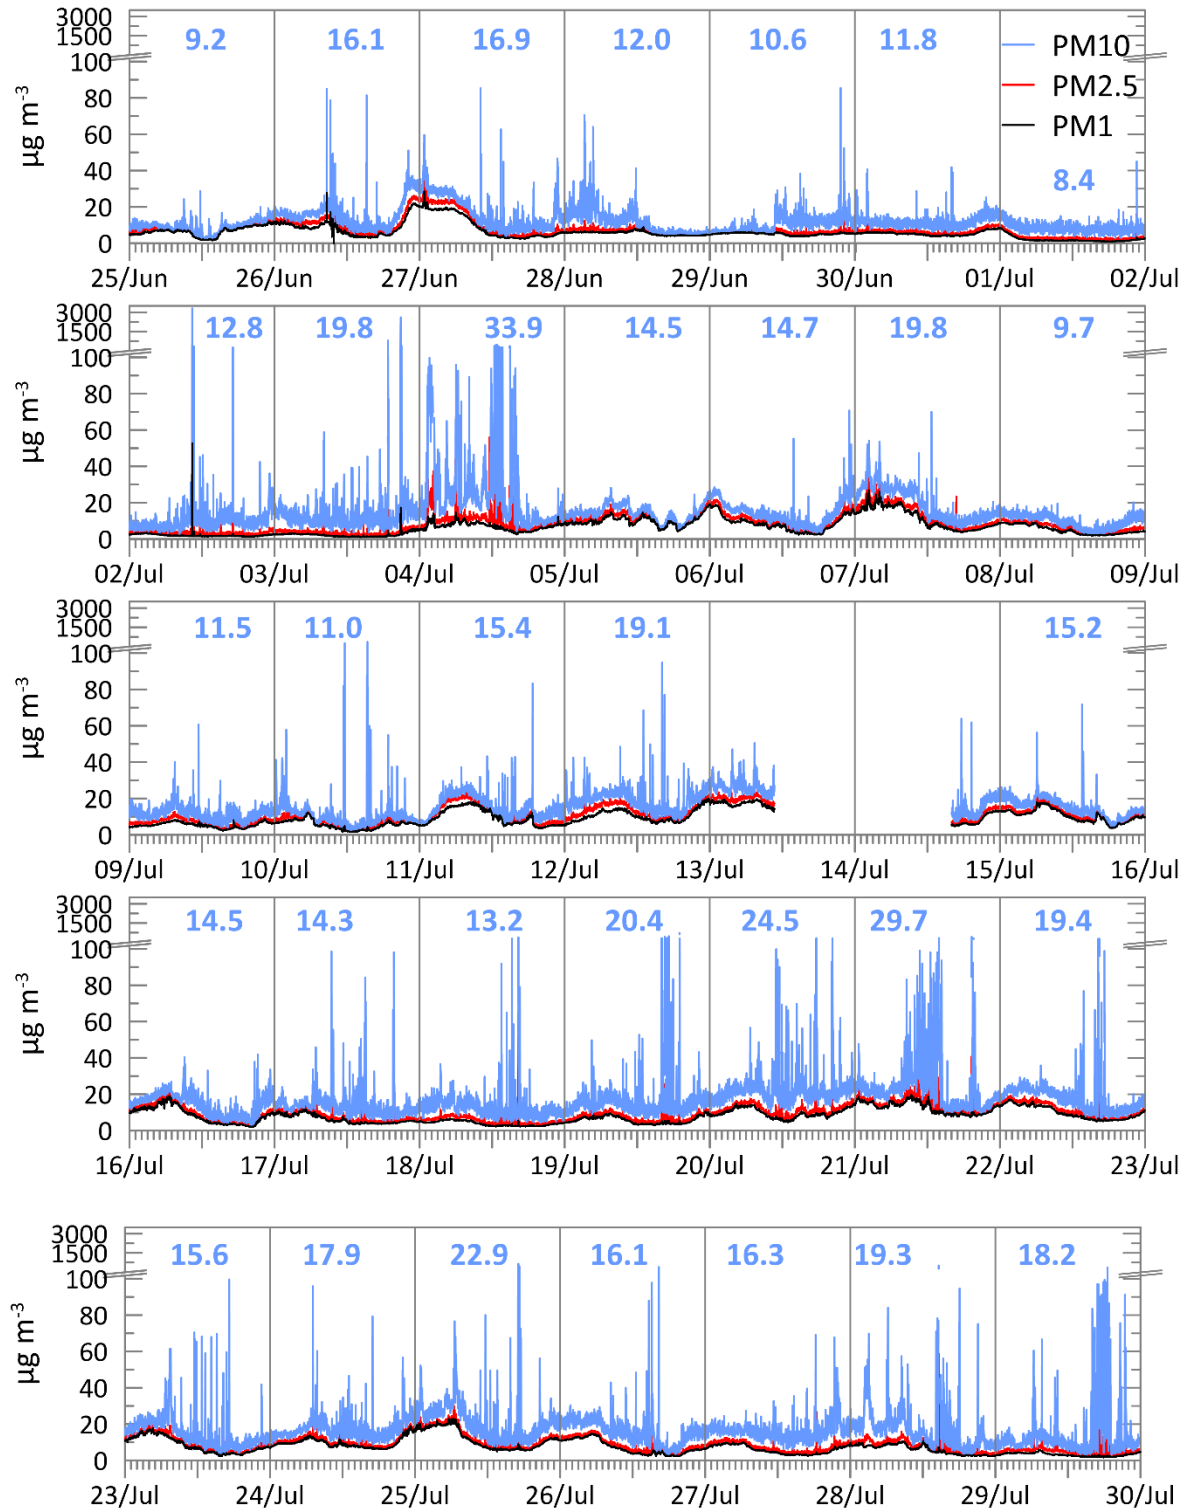 3000
1500
100
80
60
40
20
0
µg m-3
9.2 16.1 16.9 12.0 10.6 11.8 8.4
PM10
PM2.5
PM1
25/Jun 26/Jun 27/Jun 28/Jun 29/Jun 30/Jun 01/Jul 02/Jul
3000
1500
100
80
60
40
20
0
µg m-3
12.8 19.8 33.9 14.5 14.7 19.8 9.7
02/Jul 03/Jul 04/Jul 05/Jul 06/Jul 07/Jul 08/Jul 09/Jul
3000
1500
100
80
60
40
20
0
µg m-3
11.5 11.0 15.4 19.1 15.2
09/Jul 10/Jul 11/Jul 12/Jul 13/Jul 14/Jul 15/Jul 16/Jul
3000
1500
100
80
60
40
20
0
µg m-3
14.5 14.3 13.2 20.4 24.5 29.7 19.4
16/Jul 17/Jul 18/Jul 19/Jul 20/Jul 21/Jul 22/Jul 23/Jul
3000
1500
100
80
60
40
20
0
µg m-3
15.6 17.9 22.9 16.1 16.3 19.3 18.2
23/Jul 24/Jul 25/Jul 26/Jul 27/Jul 28/Jul 29/Jul 30/Jul